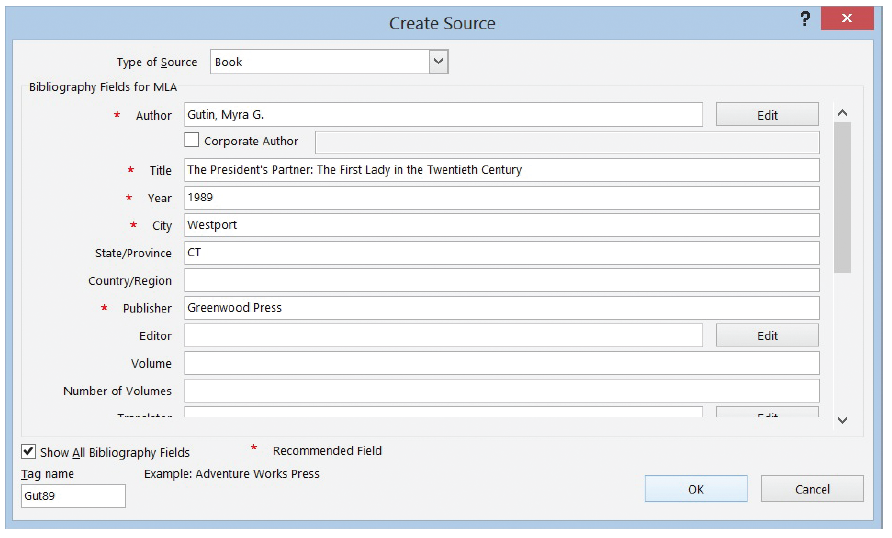 Create Source
?
x
Type of Source Book
Bibliography Fields for MLA
* Author Gutin, Myra G. Edit
Corporate Author
* Title The President's Partner: The First Lady in the Twentieth Century
* Year 1989
* City Westport
State/Province CT
Country/Region
* Publisher Greenwood Press
Editor Edit
Volume
Number of Volumes
Translator Edit
Show All Bibliography Fields * Recommended Field
Tag name Example: Adventure Works Press
Gut89 OK Cancel